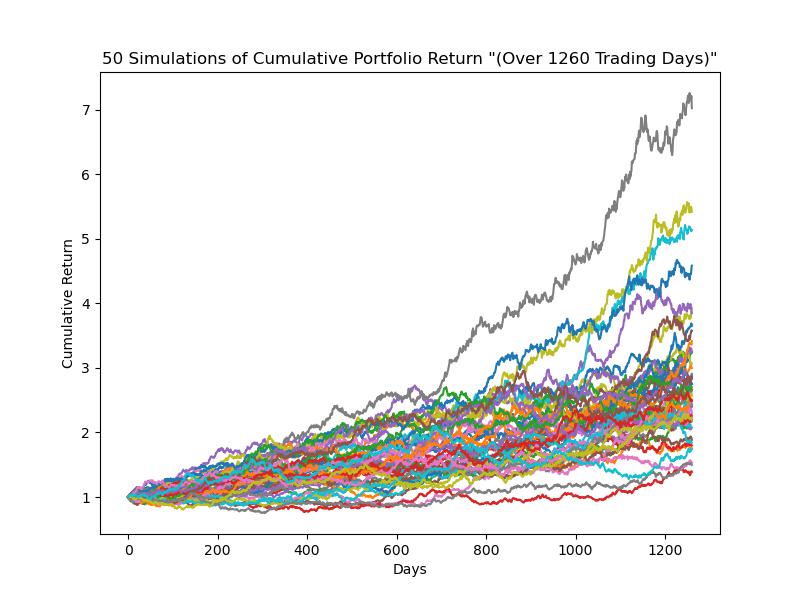 50 Simulations of Cumulative Portfolio Return "(Over 1260 Trading Days)"
7
6
5
4
3
2
1
Cumulative Return
0 200 400 600 800 1000 1200
Days